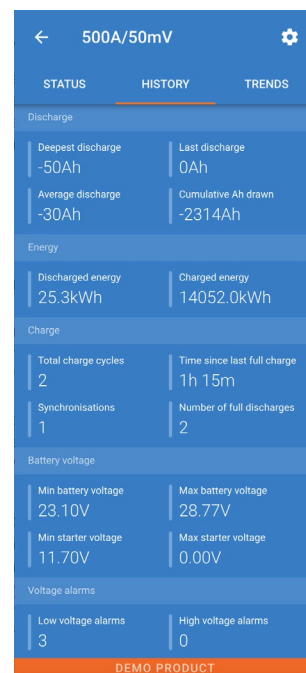 500A/50mV
STATUS HISTORY TRENDS
Discharge
Deepest discharge Last discharge
-50Ah 0Ah
Average discharge Cumulative Ah drawn
-30Ah -2314Ah
Energy
Discharged energy Charged energy
25.3kWh 14052.0kWh
Charge
Total charge cycles Time since last full charge
2 1h 15m
Synchronisations Number of full discharges
1 2
Battery voltage
Min battery voltage Max battery voltage
23.10V 28.77V
Min starter voltage Max starter voltage
11.70V 0.00V
Voltage alarms
Low voltage alarms High voltage alarms
3 0
DEMO PRODUCT